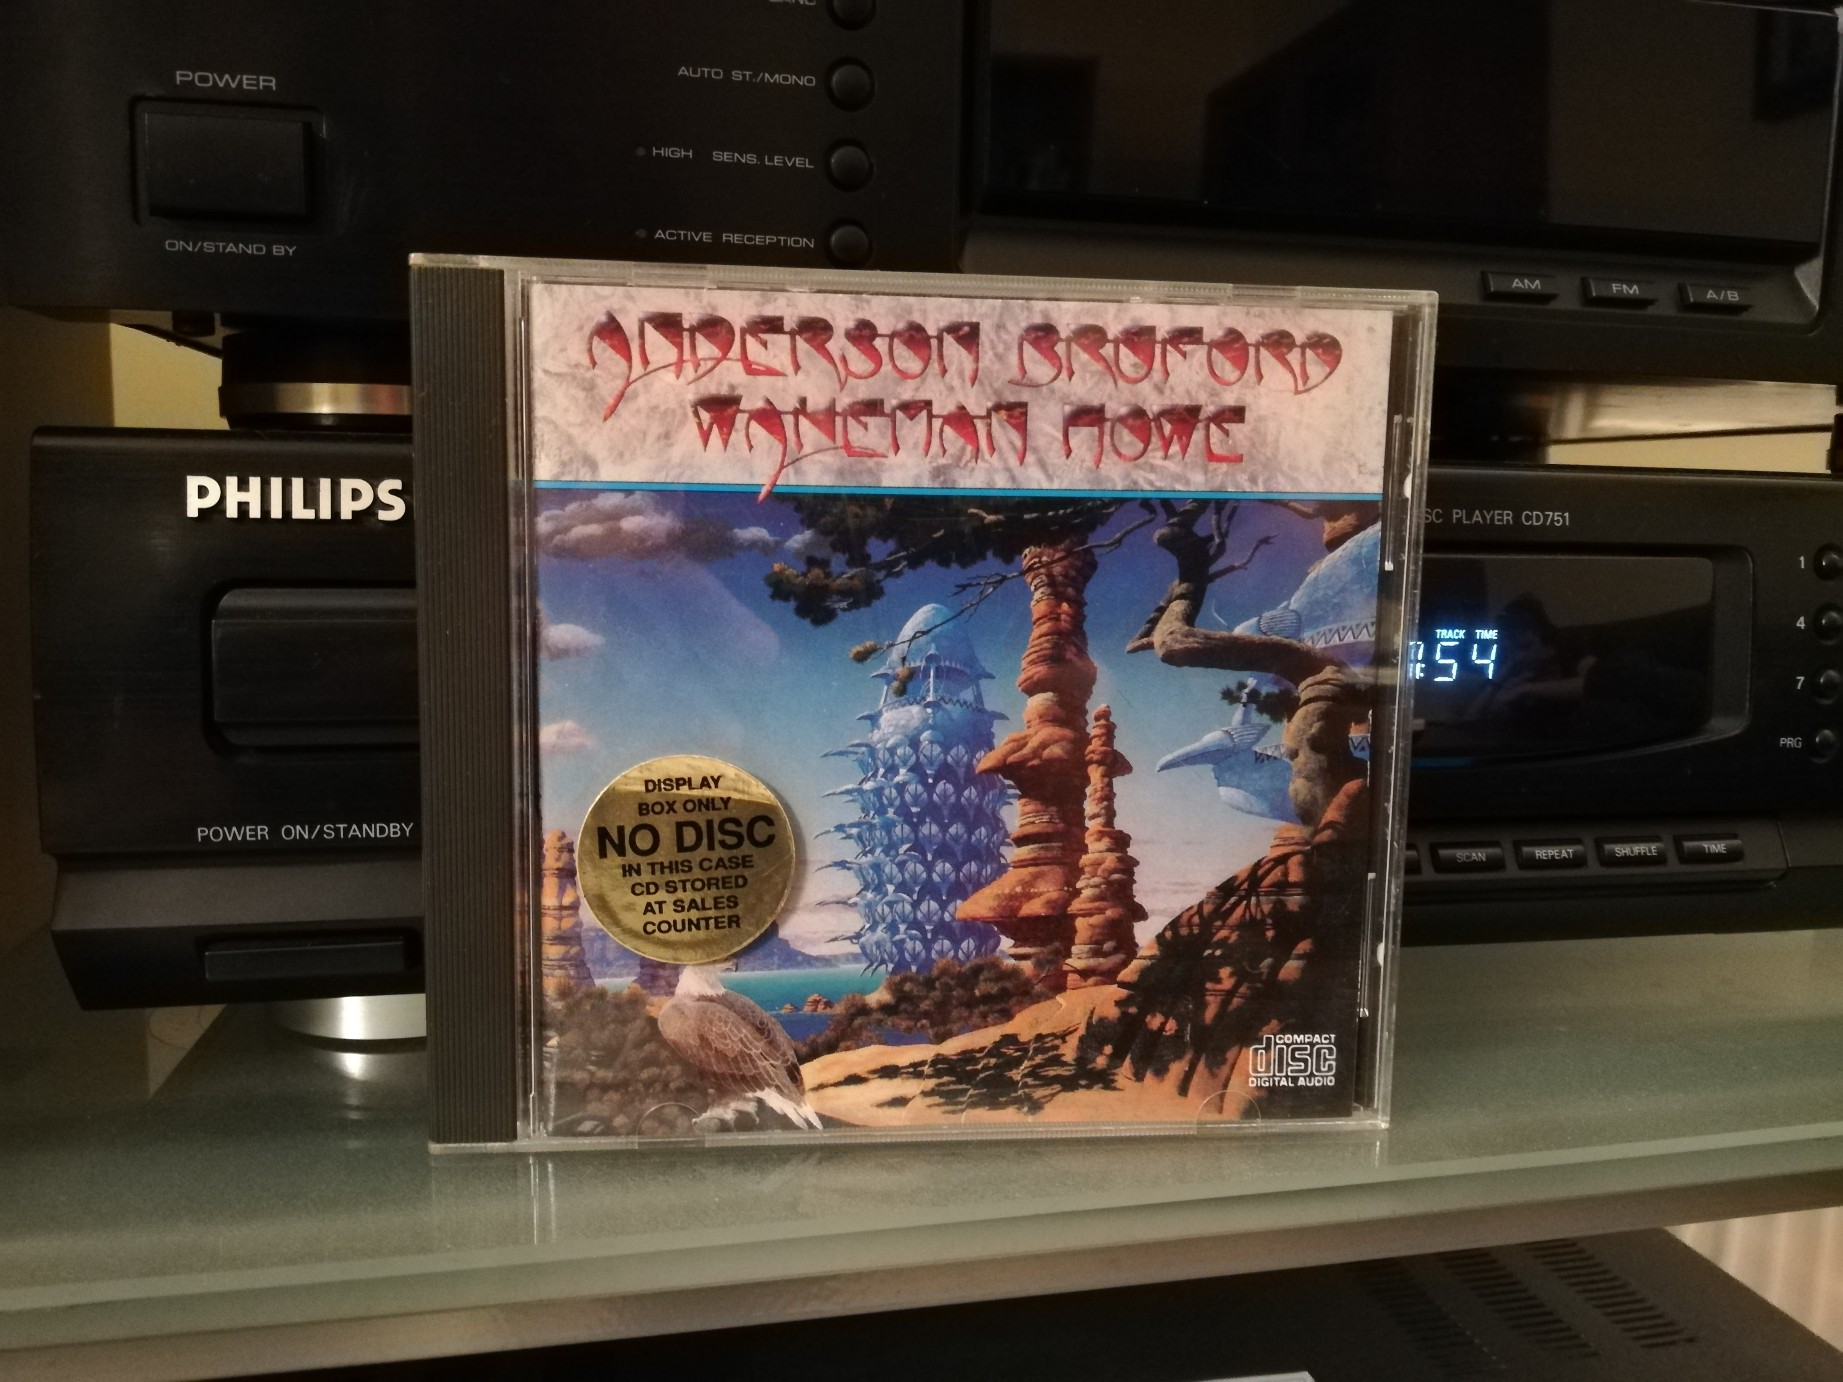 POWER
ON/STAND BY
AUTO ST./MONO
HIGH SENS. LEVEL
ACTIVE RECEPTION
AM FM A/B
ANDERSON BRUFORD
WAKEMAN HOWE
PHILIPS
PLAYER CD751
TRACK TIME
54
1
4
7
PRG
DISPLAY
BOX ONLY
NO DISC
IN THIS CASE
CD STORED
AT SALES
COUNTER
POWER ON/STANDBY
SCAN REPEAT SHUFFLE TIME
COMPACT
disc
DIGITAL AUDIO